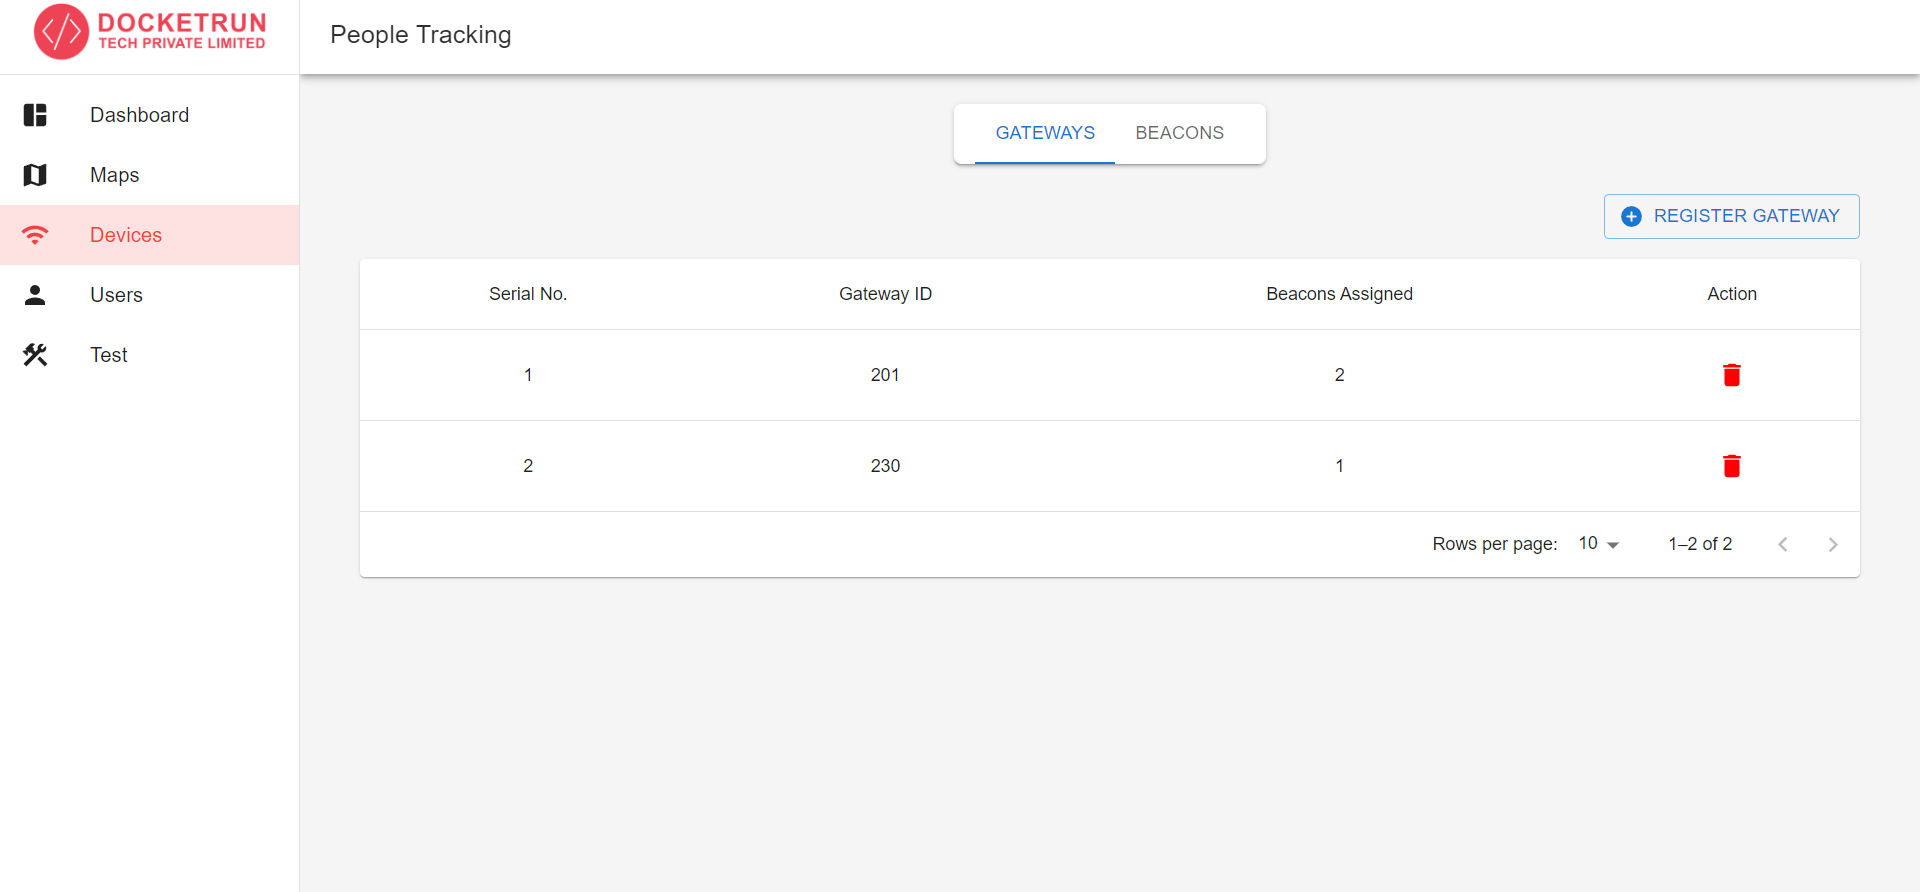 DOCKETRUN
TECH PRIVATE LIMITED
People Tracking
Dashboard
Maps
Devices
Users
Test
GATEWAYS BEACONS
REGISTER GATEWAY
Serial No. Gateway ID Beacons Assigned Action
1 201 2
2 230 1
Rows per page: 10 1–2 of 2